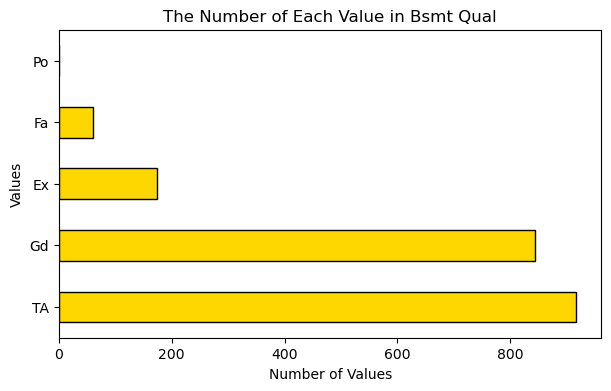 The Number of Each Value in Bsmt Qual
Po
Fa
Ex
Gd
TA
Values
0 200 400 600 800
Number of Values